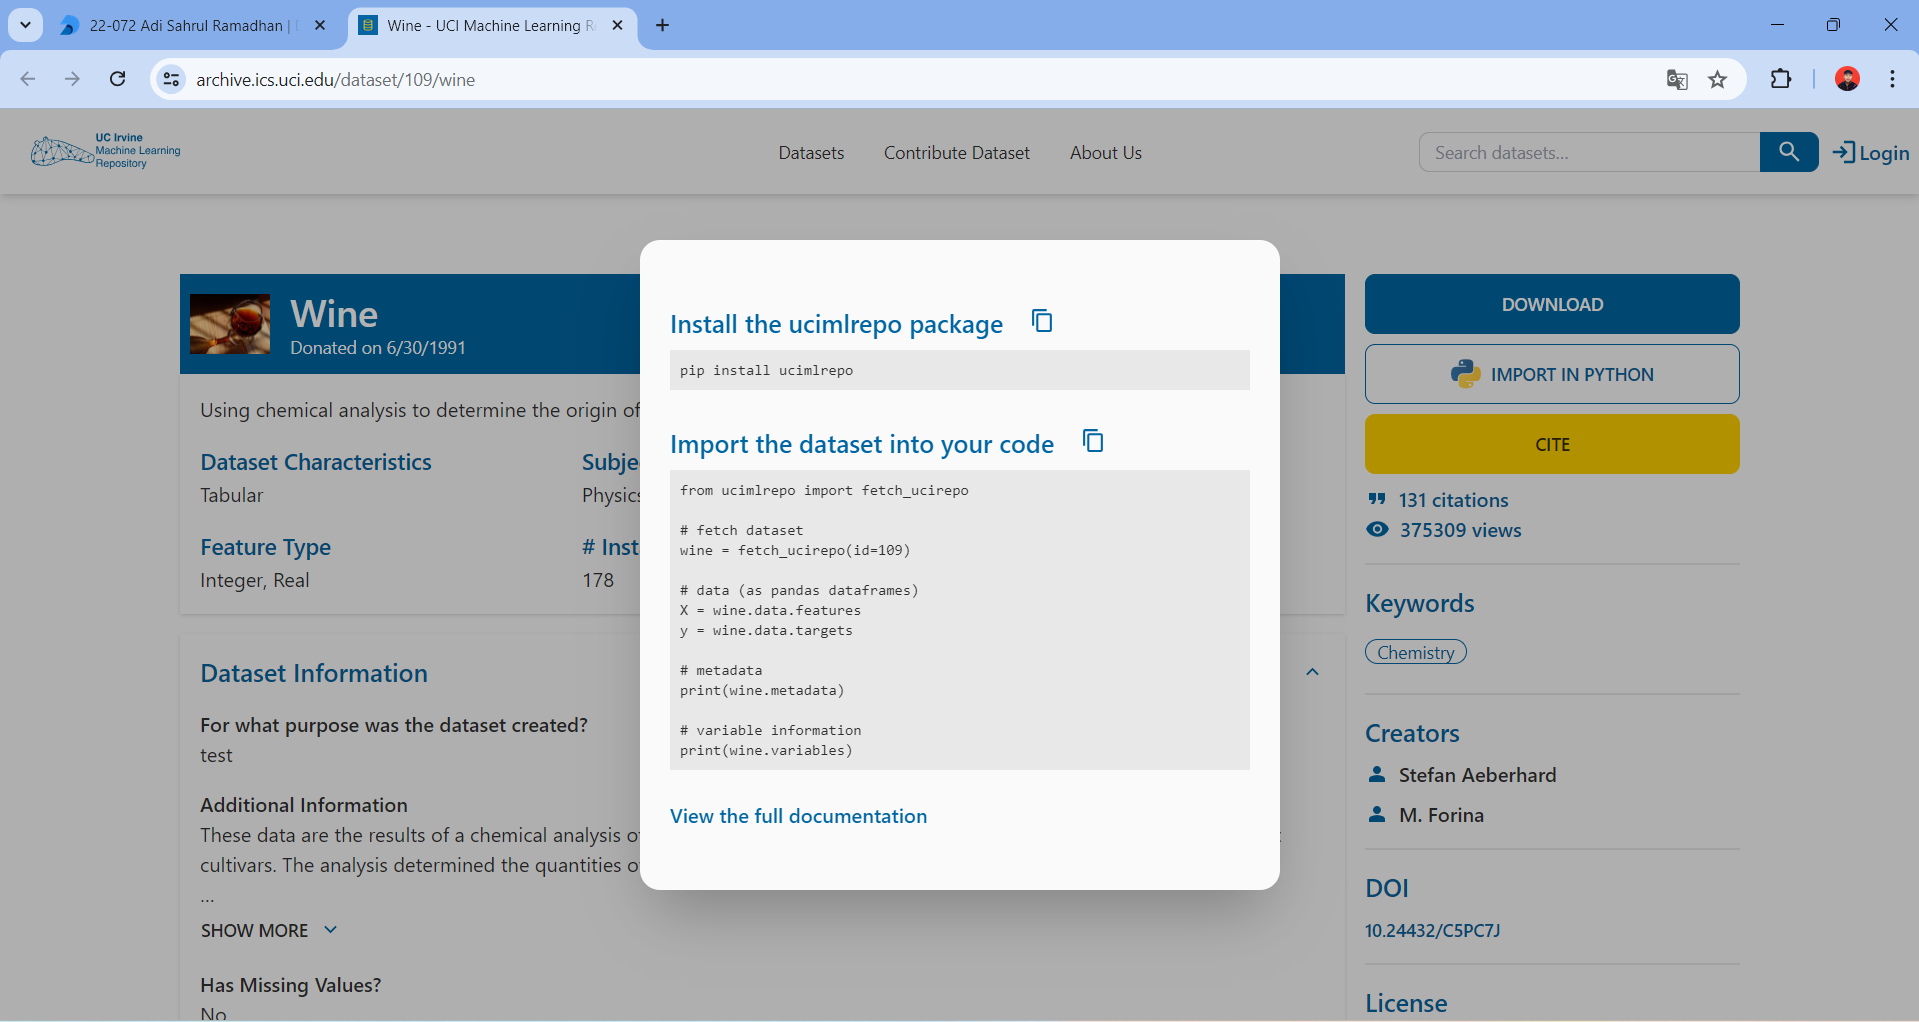 22-072 Adi Sahrul Ramadhan |
Wine - UCI Machine Learning R
archive.ics.uci.edu/dataset/109/wine
UC Irvine
Machine Learning
Repository
Datasets
Contribute Dataset
About Us
Search datasets...
Login
Wine
Donated on 6/30/1991
Using chemical analysis to determine the origin of
Dataset Characteristics
Subje
Tabular
Physics
Feature Type
# Inst
Integer, Real
178
Dataset Information
For what purpose was the dataset created?
test
Additional Information
These data are the results of a chemical analysis o
cultivars. The analysis determined the quantities o
...
SHOW MORE
Has Missing Values?
No
Install the ucimlrepo package
pip install ucimlrepo
Import the dataset into your code
from ucimlrepo import fetch_ucirepo
# fetch dataset
wine = fetch_ucirepo(id=109)
# data (as pandas dataframes)
X = wine.data.features
y = wine.data.targets
# metadata
print(wine.metadata)
# variable information
print(wine.variables)
View the full documentation
DOWNLOAD
IMPORT IN PYTHON
CITE
131 citations
375309 views
Keywords
Chemistry
Creators
Stefan Aeberhard
M. Forina
DOI
10.24432/C5PC7J
License